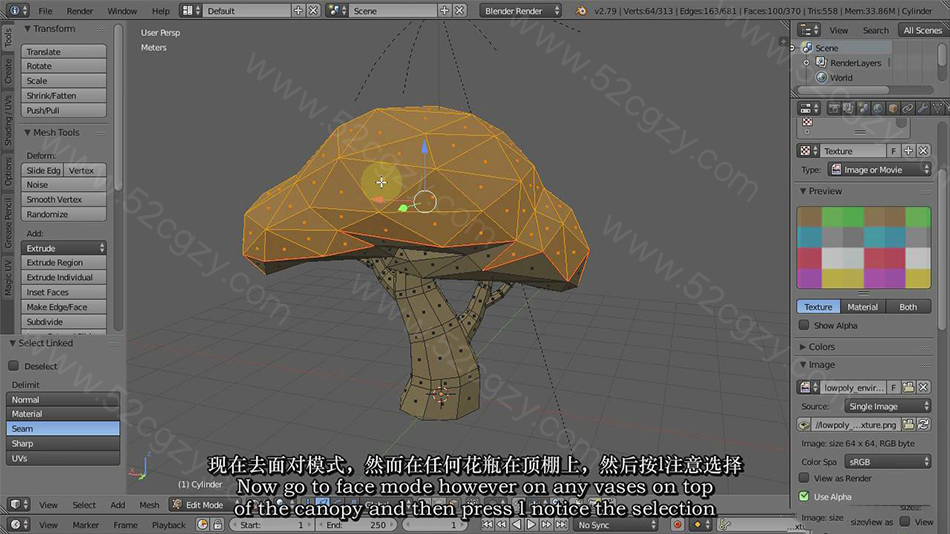 File
Render
Window
Help
Default
Scene
Blender Render
v2.79 | Verts:64/313 | Edges:163/681 | Faces:100/370 | Tris:558 | Mem:33.86M | Cylinder
Tools
Create
Shading / UVs
Options
Grease Pencil
Magic UV
Transform
Translate
Rotate
Scale
Shrink/Fatten
Push/Pull
Mesh Tools
Deform:
Slide Edg
Vertex
Noise
Smooth Vertex
Randomize
Add:
Extrude
Extrude Region
Extrude Individual
Inset Faces
Make Edge/Face
Subdivide
Select Linked
Deselect
Delimit
Normal
Material
Seam
Sharp
UVs
User Persp
Meters
www.52cgzy.com
(1) Cylinder
现在去面对模式，然而在任何花瓶在顶棚上，然后按l注意选择
Now go to face mode however on any vases on top
of the canopy and then press l notice the selection
View
Select
Add
Mesh
Edit Mode
View
Marker
Frame
Playback
Start: 1
End: 250
1
No Sync
View
Search
All Scenes
Scene
RenderLayers
World
Texture
F
Type:
Image or Movie
Preview
Texture
Material
Both
Show Alpha
Colors
Image
lowpoly_envir...
F
Source:
Single Image
//lowpoly_...xture.png
Image: size 64 x 64, RGB byte
Color Spa
sRGB
View as Render
Use Alpha
Image: size
View